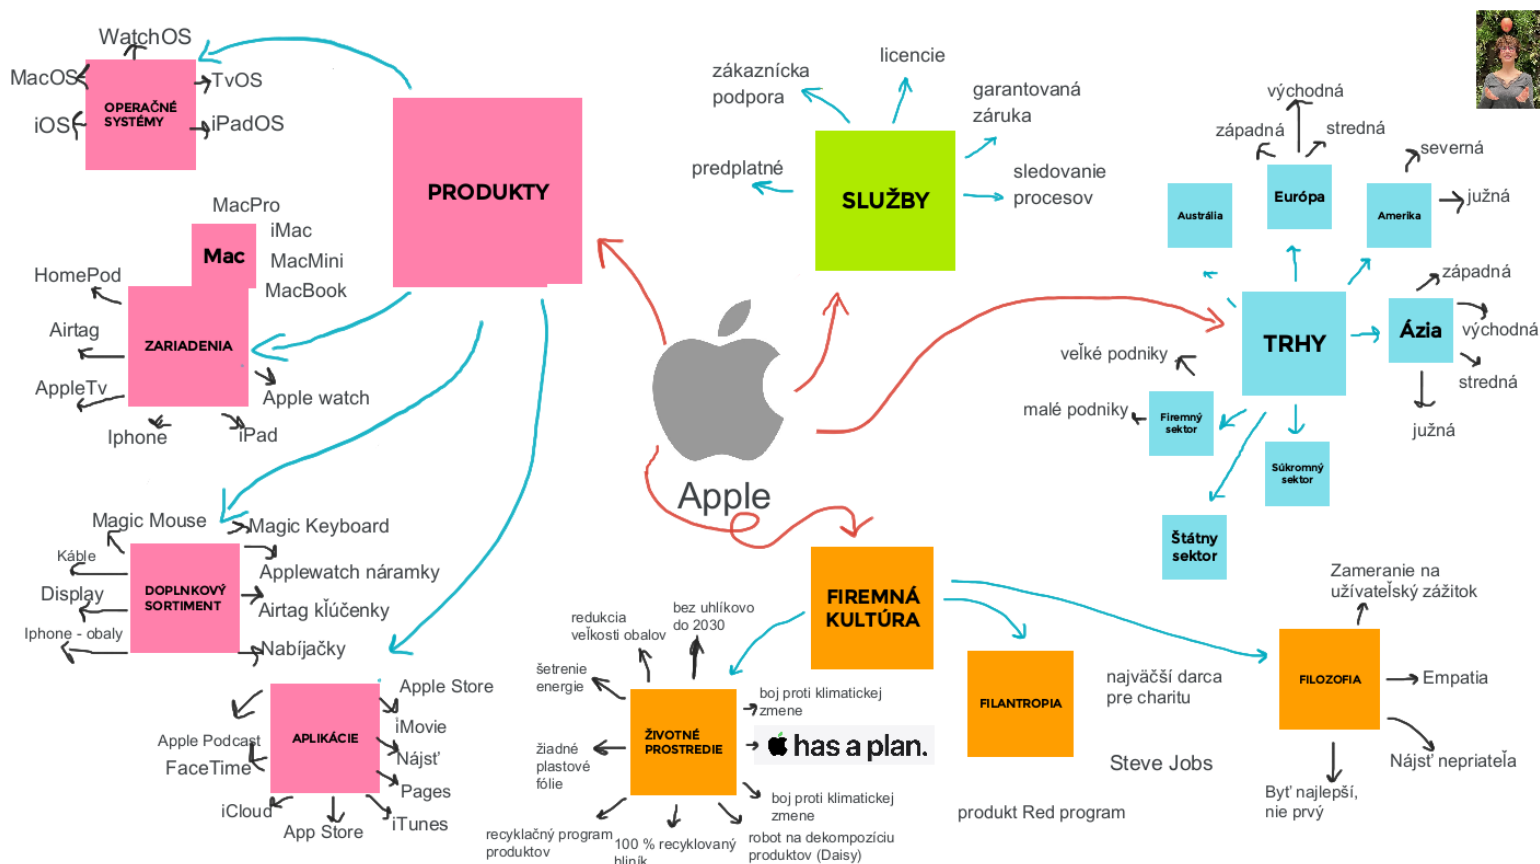 WatchOS
MacOS
TvOS
OPERAČNÉ
SYSTÉMY
iOS
iPadOS
PRODUKTY
MacPro
iMac
Mac
MacMini
MacBook
HomePod
Airtag
ZARIADENIA
AppleTv
Apple watch
Iphone
iPad
Magic Mouse
Magic Keyboard
Káble
Applewatch náramky
Display
DOPLNKOVÝ
SORTIMENT
Airtag kľúčenky
Iphone - obaly
Nabíjačky
Apple Store
iMovie
Apple Podcast
APLIKÁCIE
Nájsť
FaceTime
Pages
iCloud
App Store
iTunes
Apple
zákaznícka
podpora
licencie
garantovaná
záruka
predplatné
SLUŽBY
sledovanie
procesov
východná
západná
stredná
severná
Austrália
Európa
Amerika
južná
západná
TRHY
Ázia
východná
stredná
južná
veľké podniky
malé podniky
Firemný
sektor
Súkromný
sektor
Štátny
sektor
FIREMNÁ
KULTÚRA
redukcia
veľkosti obalov
bez uhlíkovo
do 2030
šetrenie
energie
boj proti klimatickej
zmene
ŽIVOTNÉ
PROSTREDIE
has a plan.
žiadné
plastové
fólie
boj proti klimatickej
zmene
recyklačný program
produktov
100 % recyklovaný
hliník
robot na dekompozíciu
produktov (Daisy)
FILANTROPIA
najväčší darca
pre charitu
Steve Jobs
produkt Red program
Zameranie na
užívateľský zážitok
FILOZOFIA
Empatia
Nájsť nepriateľa
Byť najlepší,
nie prvý